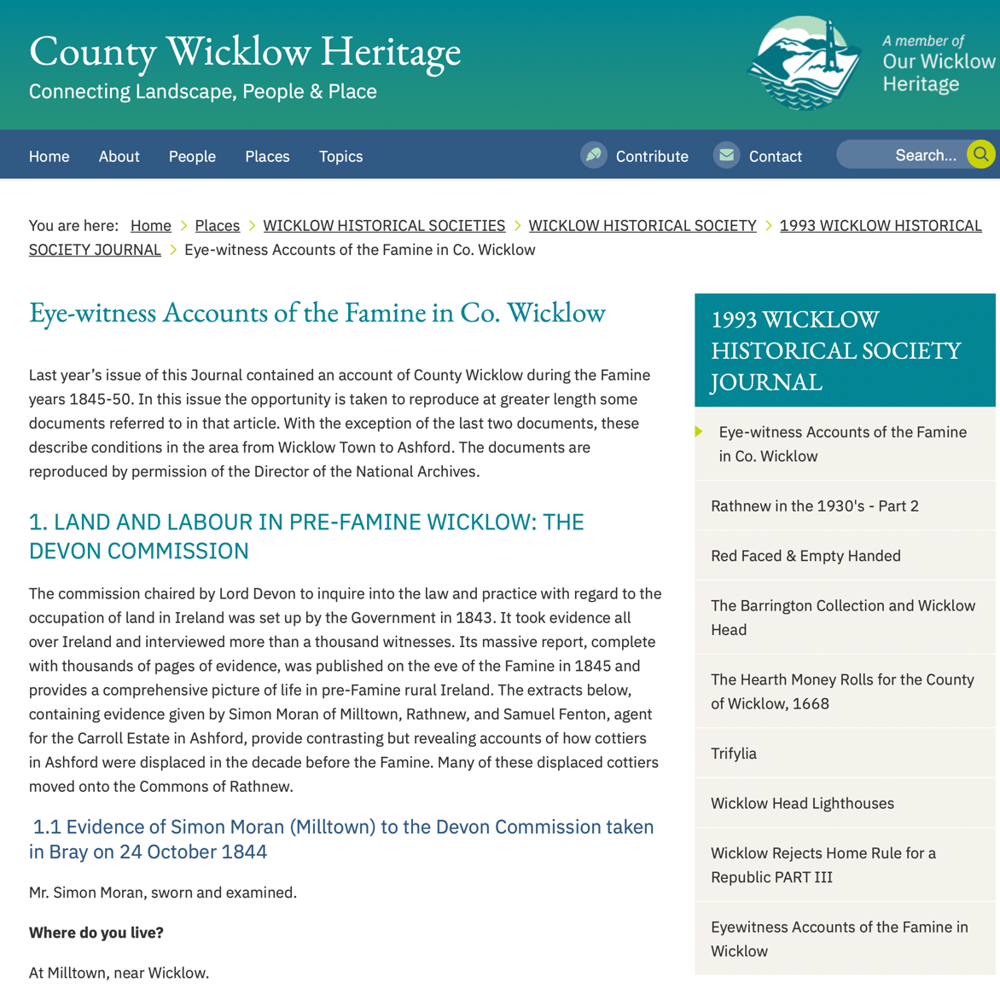 County Wicklow Heritage
Connecting Landscape, People & Place
A member of
Our Wicklow
Heritage
Home
About
People
Places
Topics
Contribute
Contact
Search...
You are here: Home > Places > WICKLOW HISTORICAL SOCIETIES > WICKLOW HISTORICAL SOCIETY > 1993 WICKLOW HISTORICAL
SOCIETY JOURNAL > Eye-witness Accounts of the Famine in Co. Wicklow
Eye-witness Accounts of the Famine in Co. Wicklow
Last year’s issue of this Journal contained an account of County Wicklow during the Famine
years 1845-50. In this issue the opportunity is taken to reproduce at greater length some
documents referred to in that article. With the exception of the last two documents, these
describe conditions in the area from Wicklow Town to Ashford. The documents are
reproduced by permission of the Director of the National Archives.
1. LAND AND LABOUR IN PRE-FAMINE WICKLOW: THE
DEVON COMMISSION
The commission chaired by Lord Devon to inquire into the law and practice with regard to the
occupation of land in Ireland was set up by the Government in 1843. It took evidence all
over Ireland and interviewed more than a thousand witnesses. Its massive report, complete
with thousands of pages of evidence, was published on the eve of the Famine in 1845 and
provides a comprehensive picture of life in pre-Famine rural Ireland. The extracts below,
containing evidence given by Simon Moran of Milltown, Rathnew, and Samuel Fenton, agent
for the Carroll Estate in Ashford, provide contrasting but revealing accounts of how cottiers
in Ashford were displaced in the decade before the Famine. Many of these displaced cottiers
moved onto the Commons of Rathnew.
1.1 Evidence of Simon Moran (Milltown) to the Devon Commission taken
in Bray on 24 October 1844
Mr. Simon Moran, sworn and examined.
Where do you live?
At Milltown, near Wicklow.
1993 WICKLOW
HISTORICAL SOCIETY
JOURNAL
Eye-witness Accounts of the Famine
in Co. Wicklow
Rathnew in the 1930's - Part 2
Red Faced & Empty Handed
The Barrington Collection and Wicklow
Head
The Hearth Money Rolls for the County
of Wicklow, 1668
Trifylia
Wicklow Head Lighthouses
Wicklow Rejects Home Rule for a
Republic PART III
Eyewitness Accounts of the Famine in
Wicklow